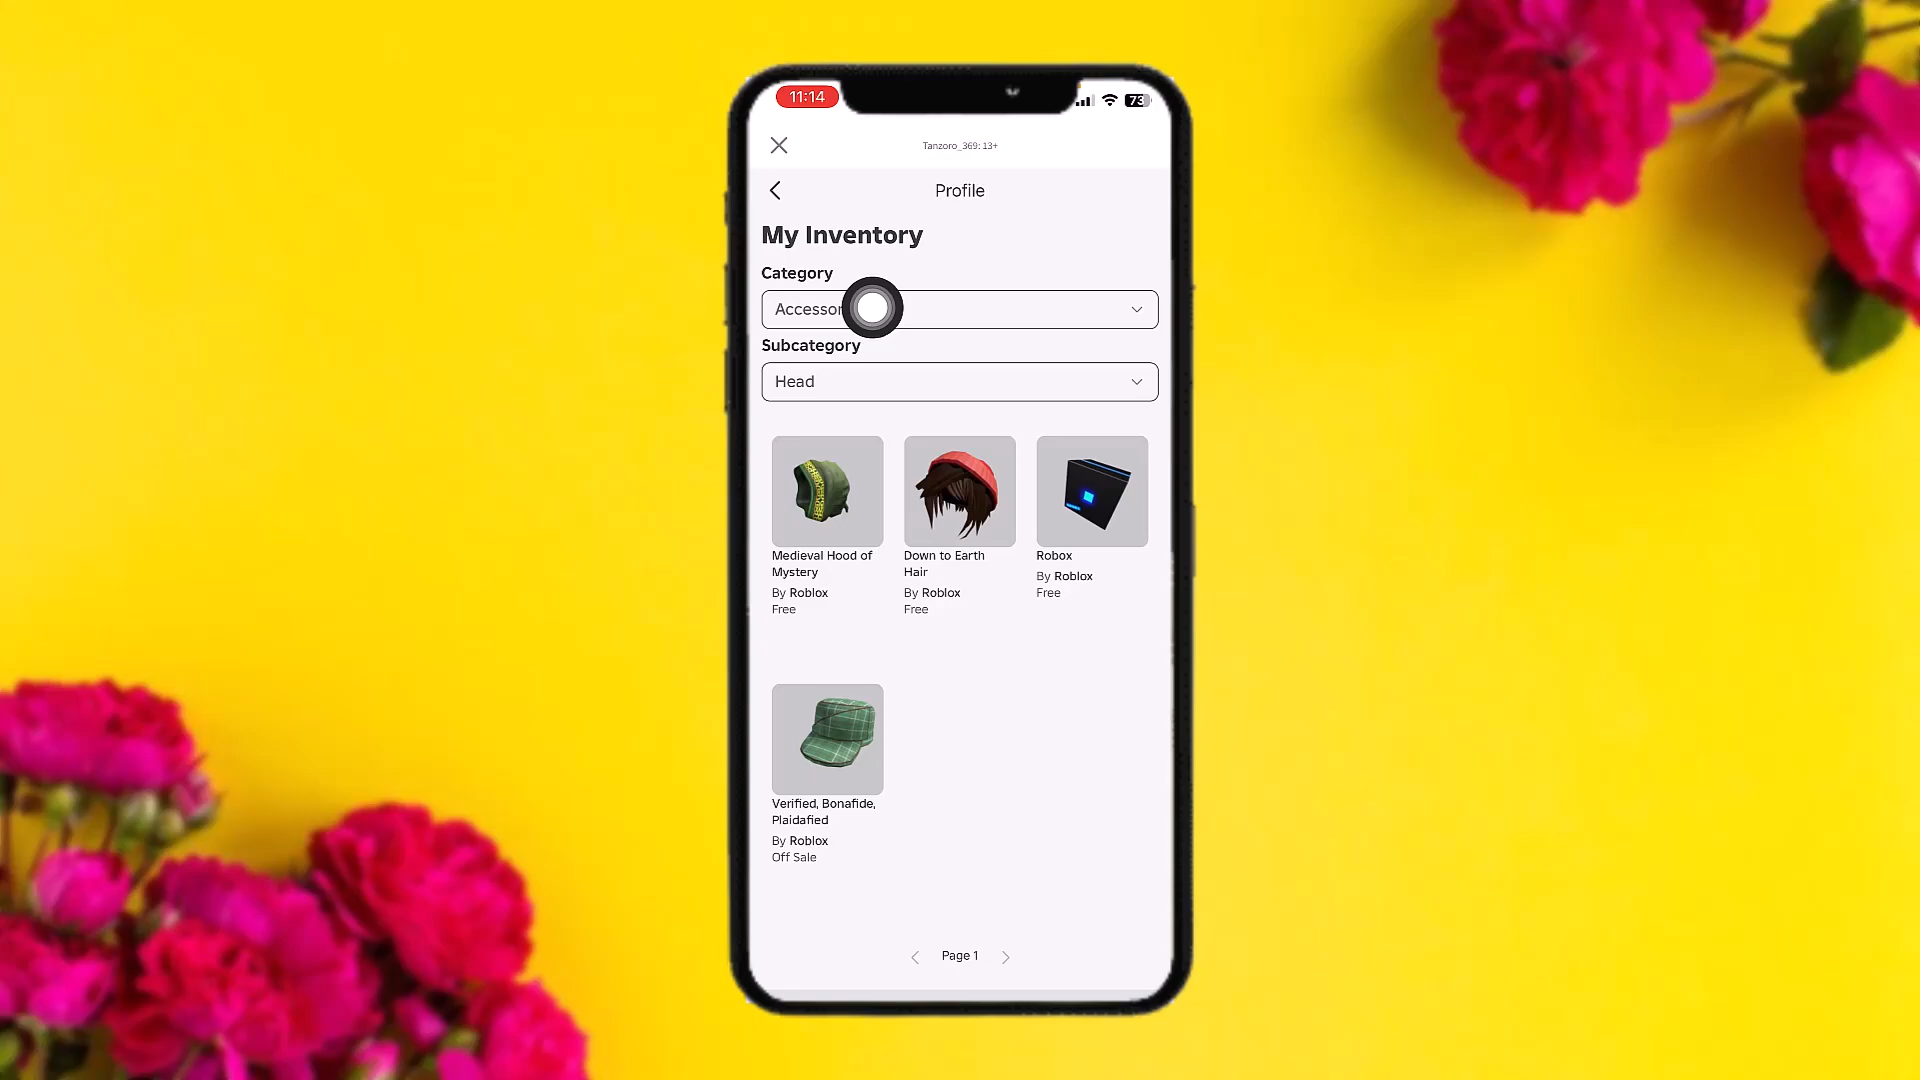 11:14
73
Tanzoro_369: 13+
Profile
My Inventory
Category
Accessor
Subcategory
Head
Medieval Hood of
Mystery
By Roblox
Free
Down to Earth
Hair
By Roblox
Free
Robox
By Roblox
Free
Verified, Bonafide,
Plaidafied
By Roblox
Off Sale
Page 1